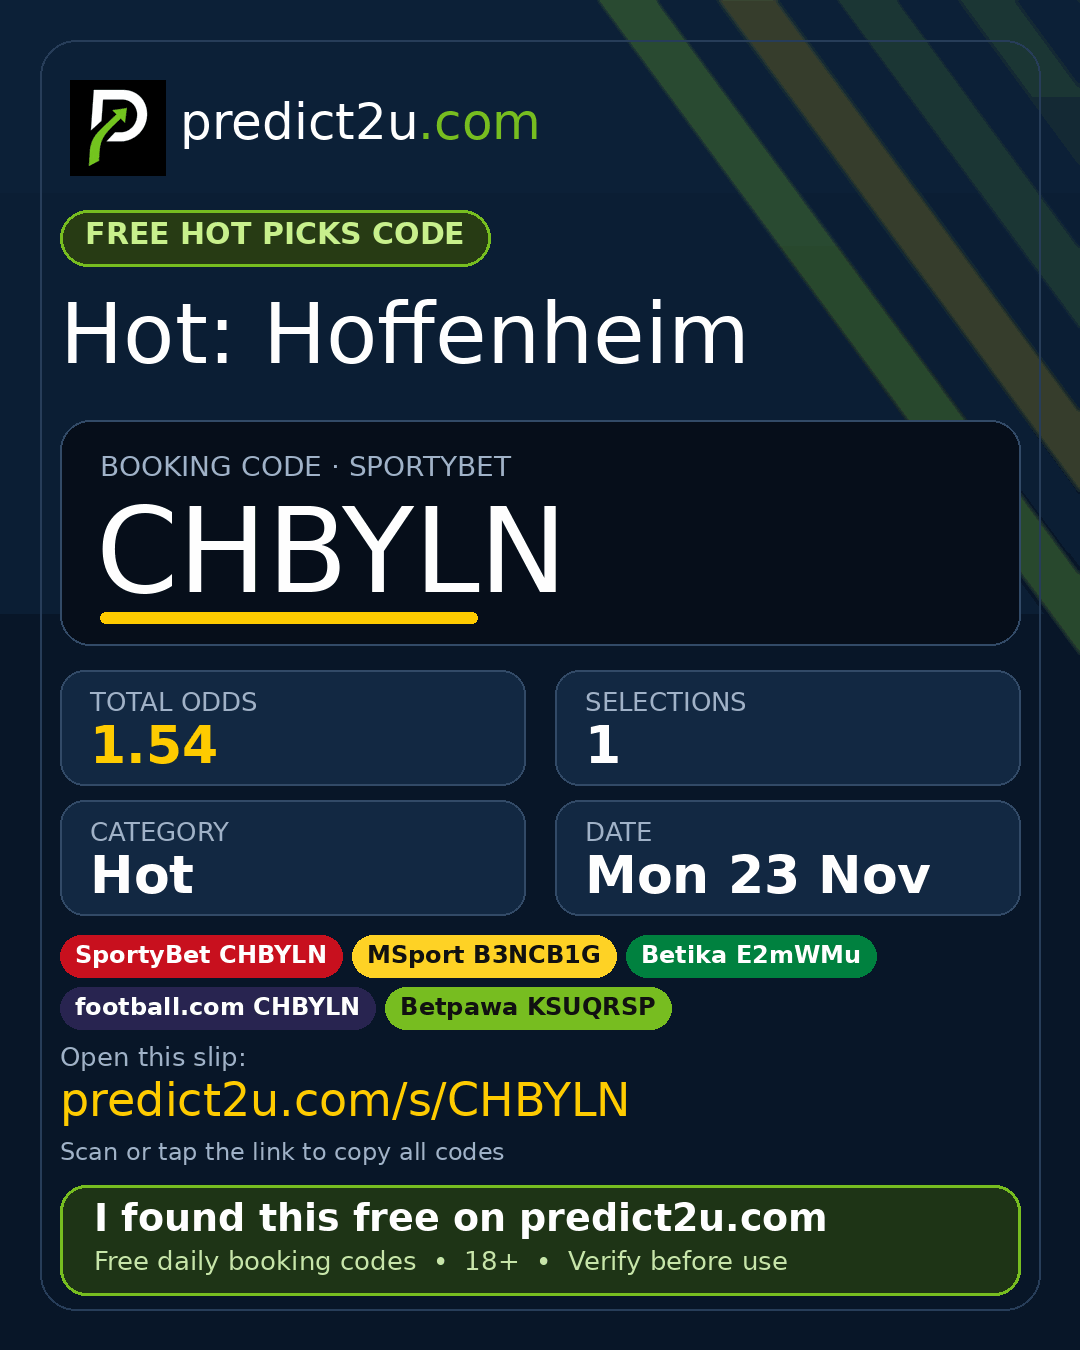 predict2u.com
FREE HOT PICKS CODE
Hot: Hoffenheim
BOOKING CODE · SPORTYBET
CHBYLN
TOTAL ODDS
1.54
SELECTIONS
1
CATEGORY
Hot
DATE
Mon 23 Nov
SportyBet CHBYLN
MSport B3NCB1G
Betika E2mWMu
football.com CHBYLN
Betpawa KSUQRSP
Open this slip:
predict2u.com/s/CHBYLN
Scan or tap the link to copy all codes
I found this free on predict2u.com
Free daily booking codes • 18+ • Verify before use